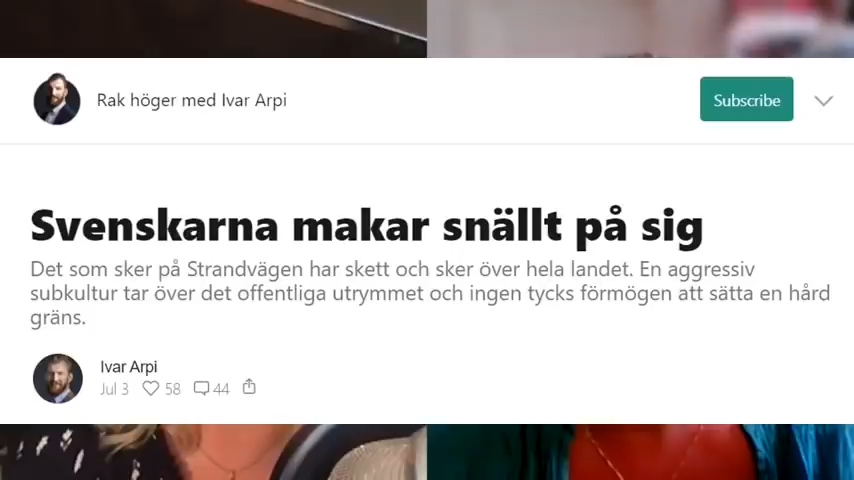 Rak höger med Ivar Arpi
Subscribe
Svenskarna makar snällt på sig
Det som sker på Strandvägen har skett och sker över hela landet. En aggressiv
subkultur tar över det offentliga utrymmet och ingen tycks förmögen att sätta en hård
gräns.
Ivar Arpi
Jul 3 58 44